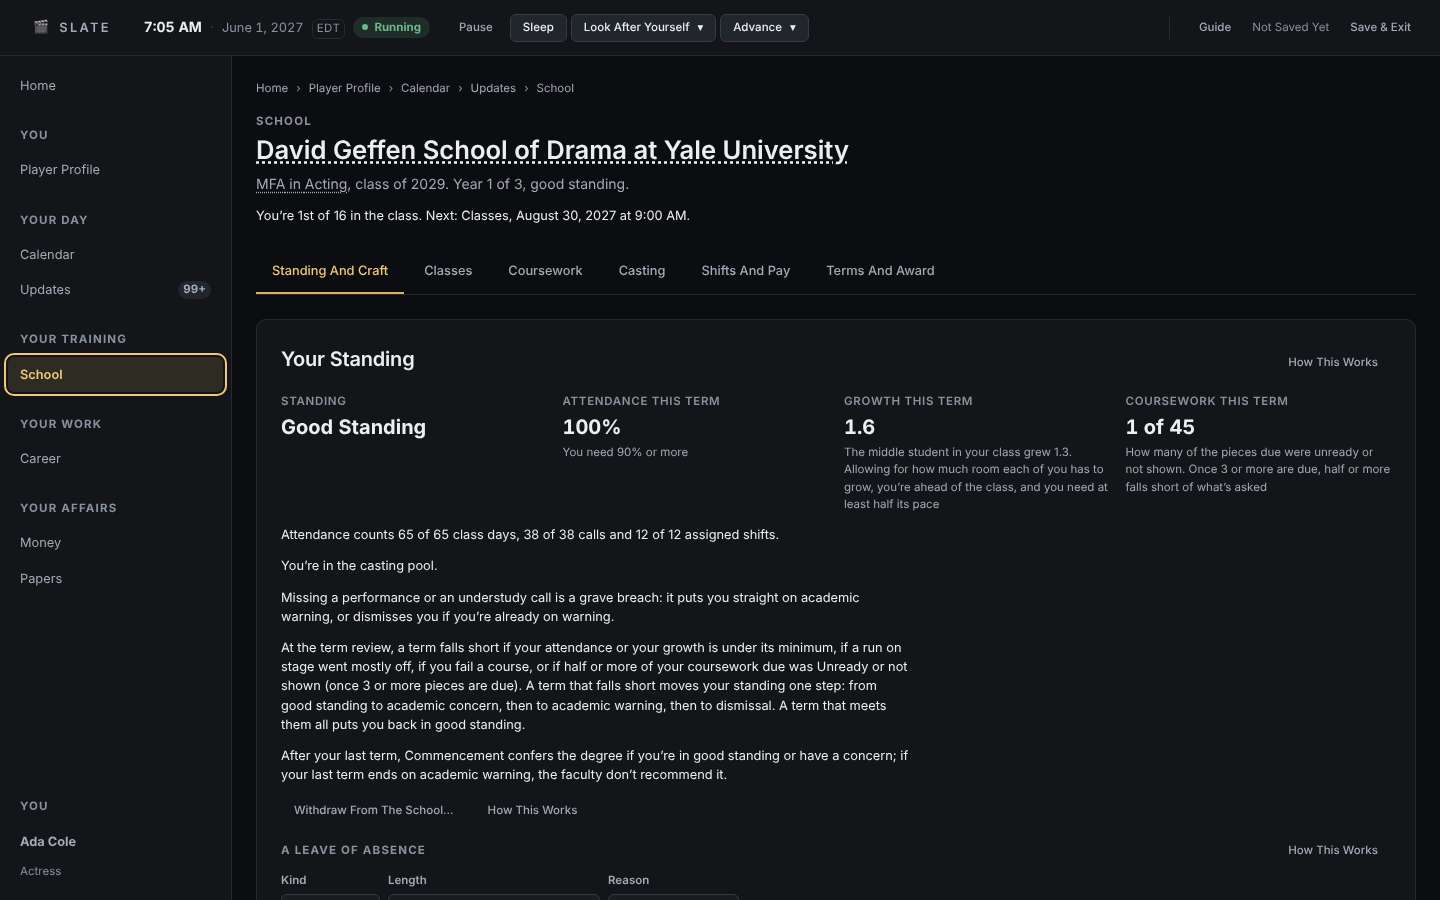 SLATE 7:05 AM · June 1, 2027 EDT Running Pause Sleep Look After Yourself ▾ Advance ▾ Guide Not Saved Yet Save & Exit
Home
YOU
Player Profile
YOUR DAY
Calendar
Updates 99+
YOUR TRAINING
School
YOUR WORK
Career
YOUR AFFAIRS
Money
Papers
YOU
Ada Cole
Actress
Home › Player Profile › Calendar › Updates › School
SCHOOL
David Geffen School of Drama at Yale University
MFA in Acting, class of 2029. Year 1 of 3, good standing.
You’re 1st of 16 in the class. Next: Classes, August 30, 2027 at 9:00 AM.
Standing And Craft Classes Coursework Casting Shifts And Pay Terms And Award
Your Standing How This Works
STANDING
Good Standing
ATTENDANCE THIS TERM
100%
You need 90% or more
GROWTH THIS TERM
1.6
The middle student in your class grew 1.3.
Allowing for how much room each of you has to
grow, you’re ahead of the class, and you need at
least half its pace
COURSEWORK THIS TERM
1 of 45
How many of the pieces due were unready or
not shown. Once 3 or more are due, half or more
falls short of what’s asked
Attendance counts 65 of 65 class days, 38 of 38 calls and 12 of 12 assigned shifts.
You’re in the casting pool.
Missing a performance or an understudy call is a grave breach: it puts you straight on academic
warning, or dismisses you if you’re already on warning.
At the term review, a term falls short if your attendance or your growth is under its minimum, if a run on
stage went mostly off, if you fail a course, or if half or more of your coursework due was Unready or not
shown (once 3 or more pieces are due). A term that falls short moves your standing one step: from
good standing to academic concern, then to academic warning, then to dismissal. A term that meets
them all puts you back in good standing.
After your last term, Commencement confers the degree if you’re in good standing or have a concern; if
your last term ends on academic warning, the faculty don’t recommend it.
Withdraw From The School... How This Works
A LEAVE OF ABSENCE How This Works
Kind Length Reason